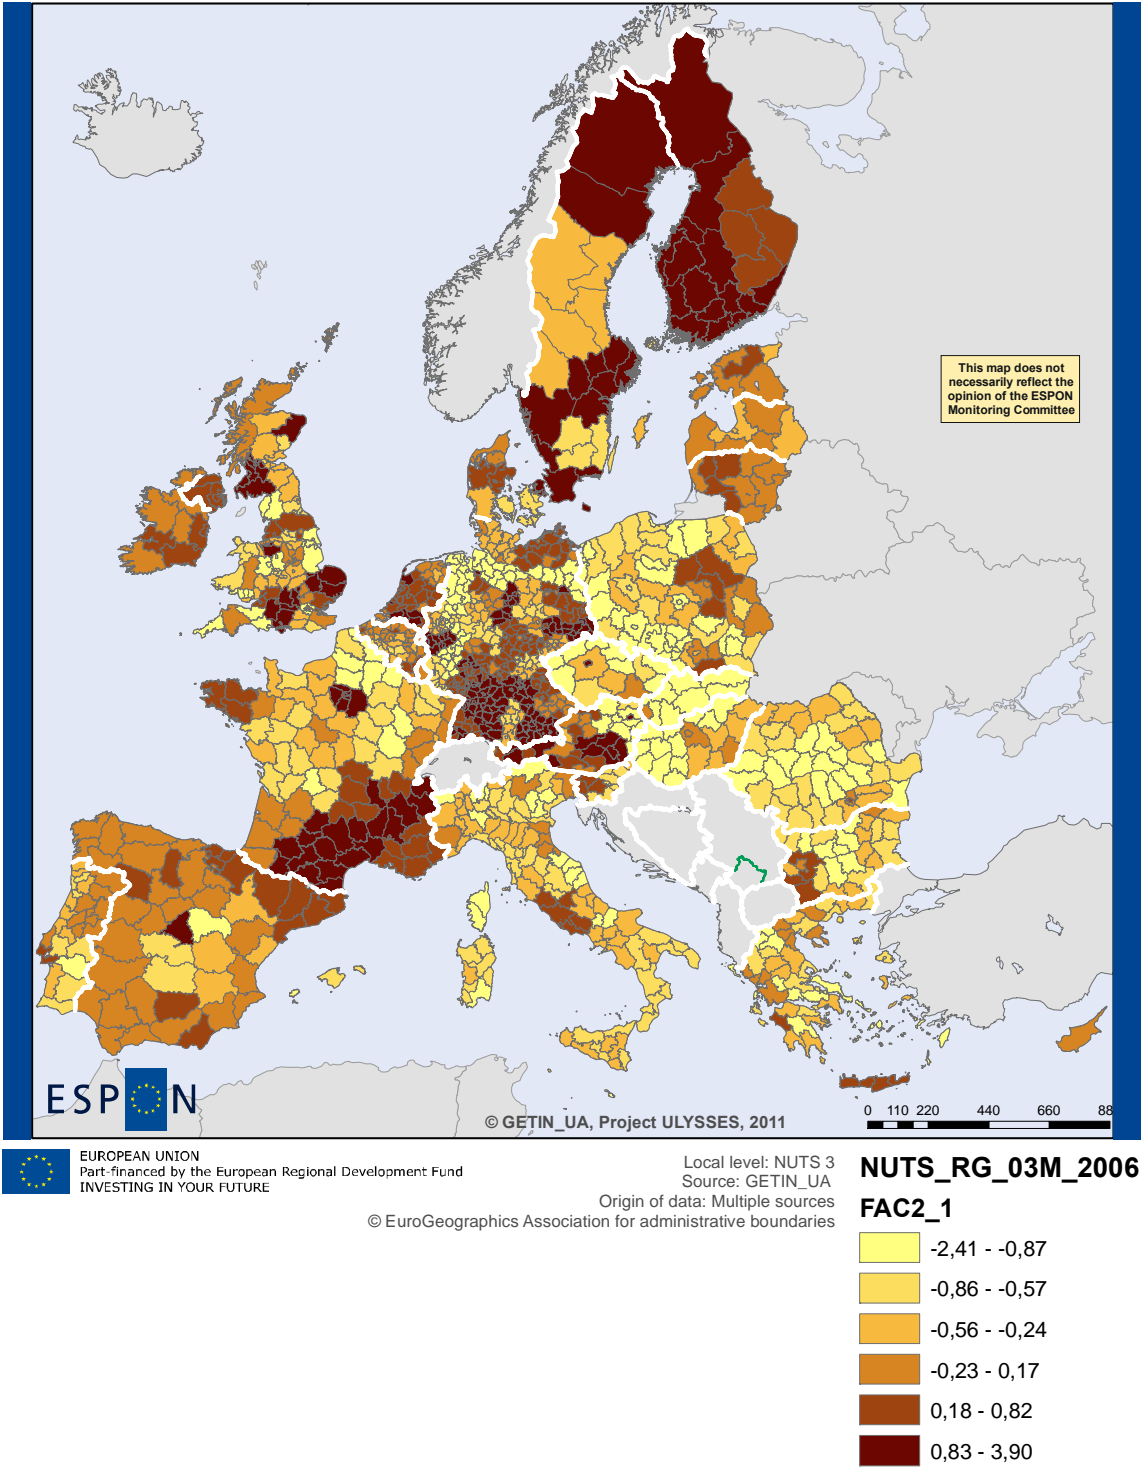 This map does not
necessarily reflect the
opinion of the ESPON
Monitoring Committee
ESPON
© GETIN_UA, Project ULYSSES, 2011
0 110 220 440 660 88
EUROPEAN UNION
Part-financed by the European Regional Development Fund
INVESTING IN YOUR FUTURE
Local level: NUTS 3
Source: GETIN_UA
Origin of data: Multiple sources
© EuroGeographics Association for administrative boundaries
NUTS_RG_03M_2006
FAC2_1
-2,41 - -0,87
-0,86 - -0,57
-0,56 - -0,24
-0,23 - 0,17
0,18 - 0,82
0,83 - 3,90